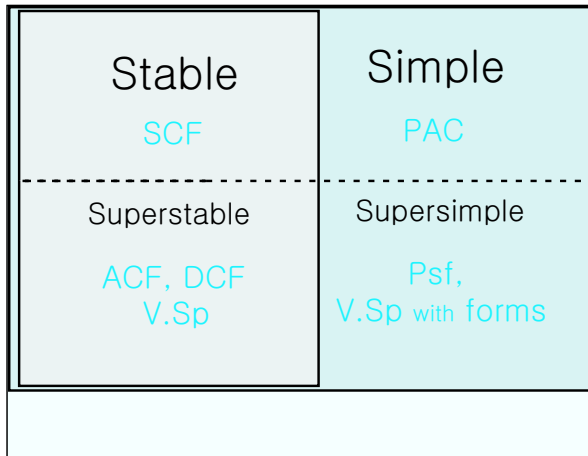 Stable
SCF
Superstable
ACF, DCF
V.Sp
Simple
PAC
Supersimple
Psf,
V.Sp with forms